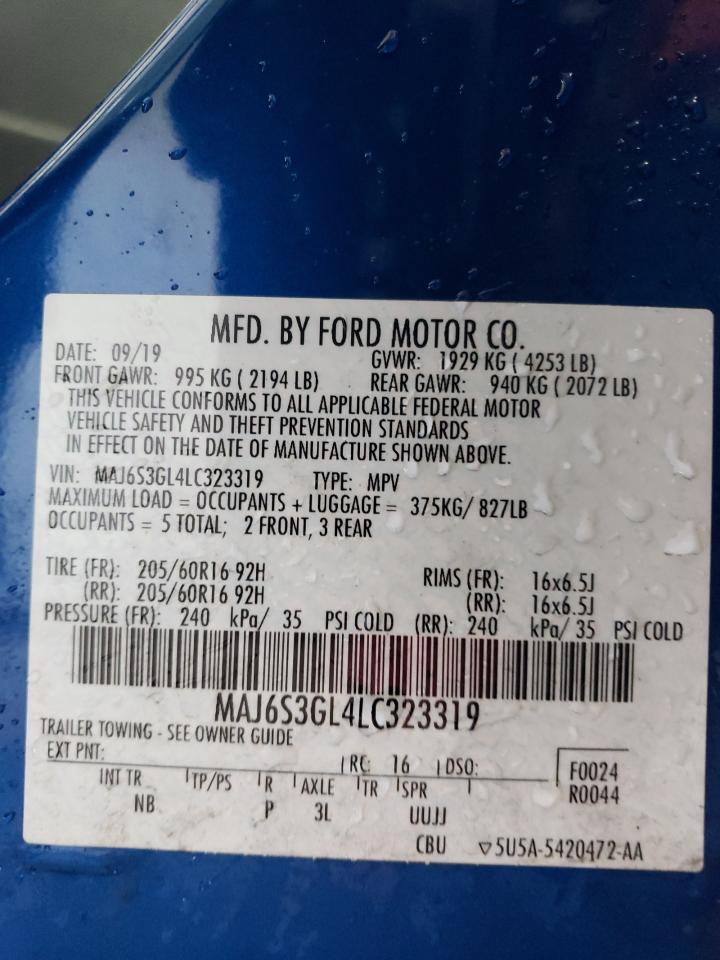 MFD. BY FORD MOTOR CO.
DATE: 09/19 GVWR: 1929 KG ( 4253 LB)
FRONT GAWR: 995 KG ( 2194 LB) REAR GAWR: 940 KG ( 2072 LB)
THIS VEHICLE CONFORMS TO ALL APPLICABLE FEDERAL MOTOR
VEHICLE SAFETY AND THEFT PREVENTION STANDARDS
IN EFFECT ON THE DATE OF MANUFACTURE SHOWN ABOVE.
VIN: MAJ6S3GL4LC323319 TYPE: MPV
MAXIMUM LOAD = OCCUPANTS + LUGGAGE = 375KG/ 827LB
OCCUPANTS = 5 TOTAL; 2 FRONT, 3 REAR
TIRE (FR): 205/60R16 92H RIMS (FR): 16x6.5J
(RR): 205/60R16 92H (RR): 16x6.5J
PRESSURE (FR): 240 kPa/ 35 PSI COLD (RR): 240 kPa/ 35 PSI COLD
MAJ6S3GL4LC323319
TRAILER TOWING - SEE OWNER GUIDE
EXT PNT: RC: 16 DSO: F0024
INT TR TP/PS R AXLE TR SPR R0044
NB P 3L UUJJ
CBU ▽5U5A-5420472-AA